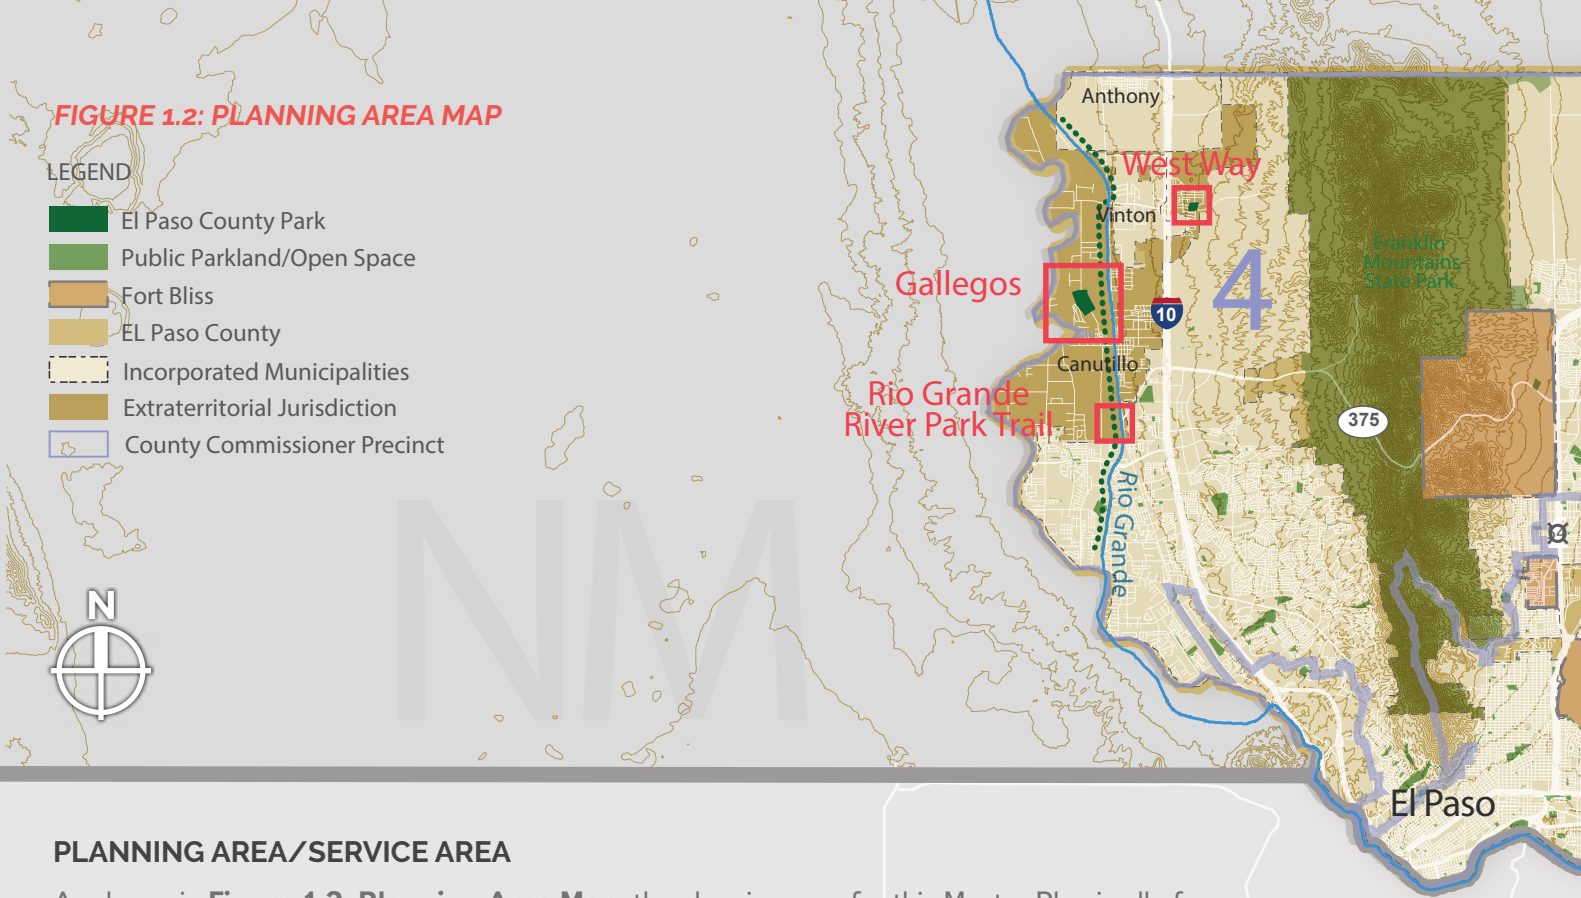 FIGURE 1.2: PLANNING AREA MAP
LEGEND
El Paso County Park
Public Parkland/Open Space
Fort Bliss
EL Paso County
Incorporated Municipalities
Extraterritorial Jurisdiction
County Commissioner Precinct
N
NM
Anthony
West Way
Vinton
Gallegos
4
10
Franklin
Mountains
State Park
Canutillo
Rio Grande
River Park Trail
375
Rio Grande
El Paso
PLANNING AREA/SERVICE AREA